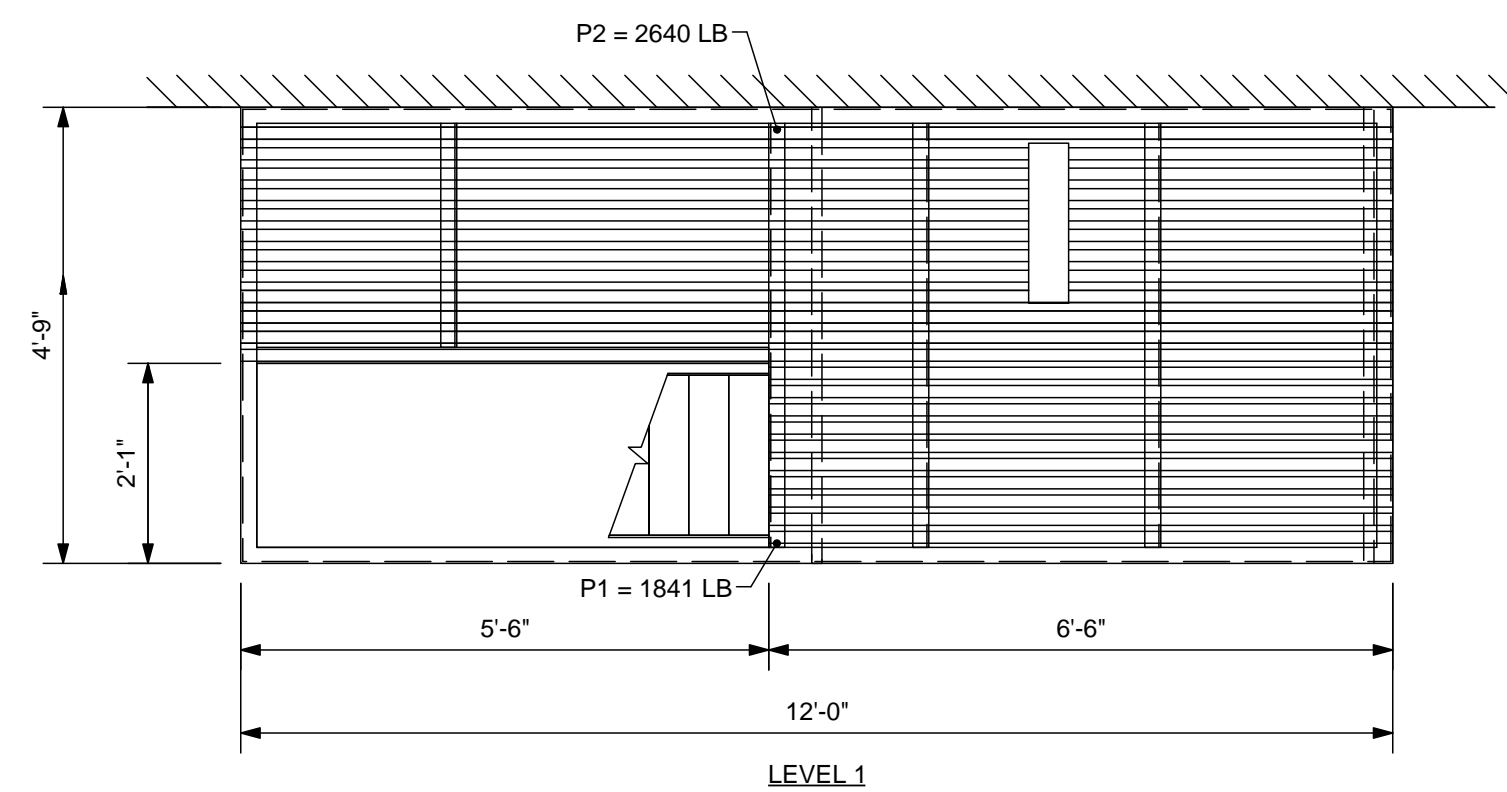 P2 = 2640 LB
4'-9"
2'-1"
P1 = 1841 LB
5'-6"
6'-6"
12'-0"
LEVEL 1